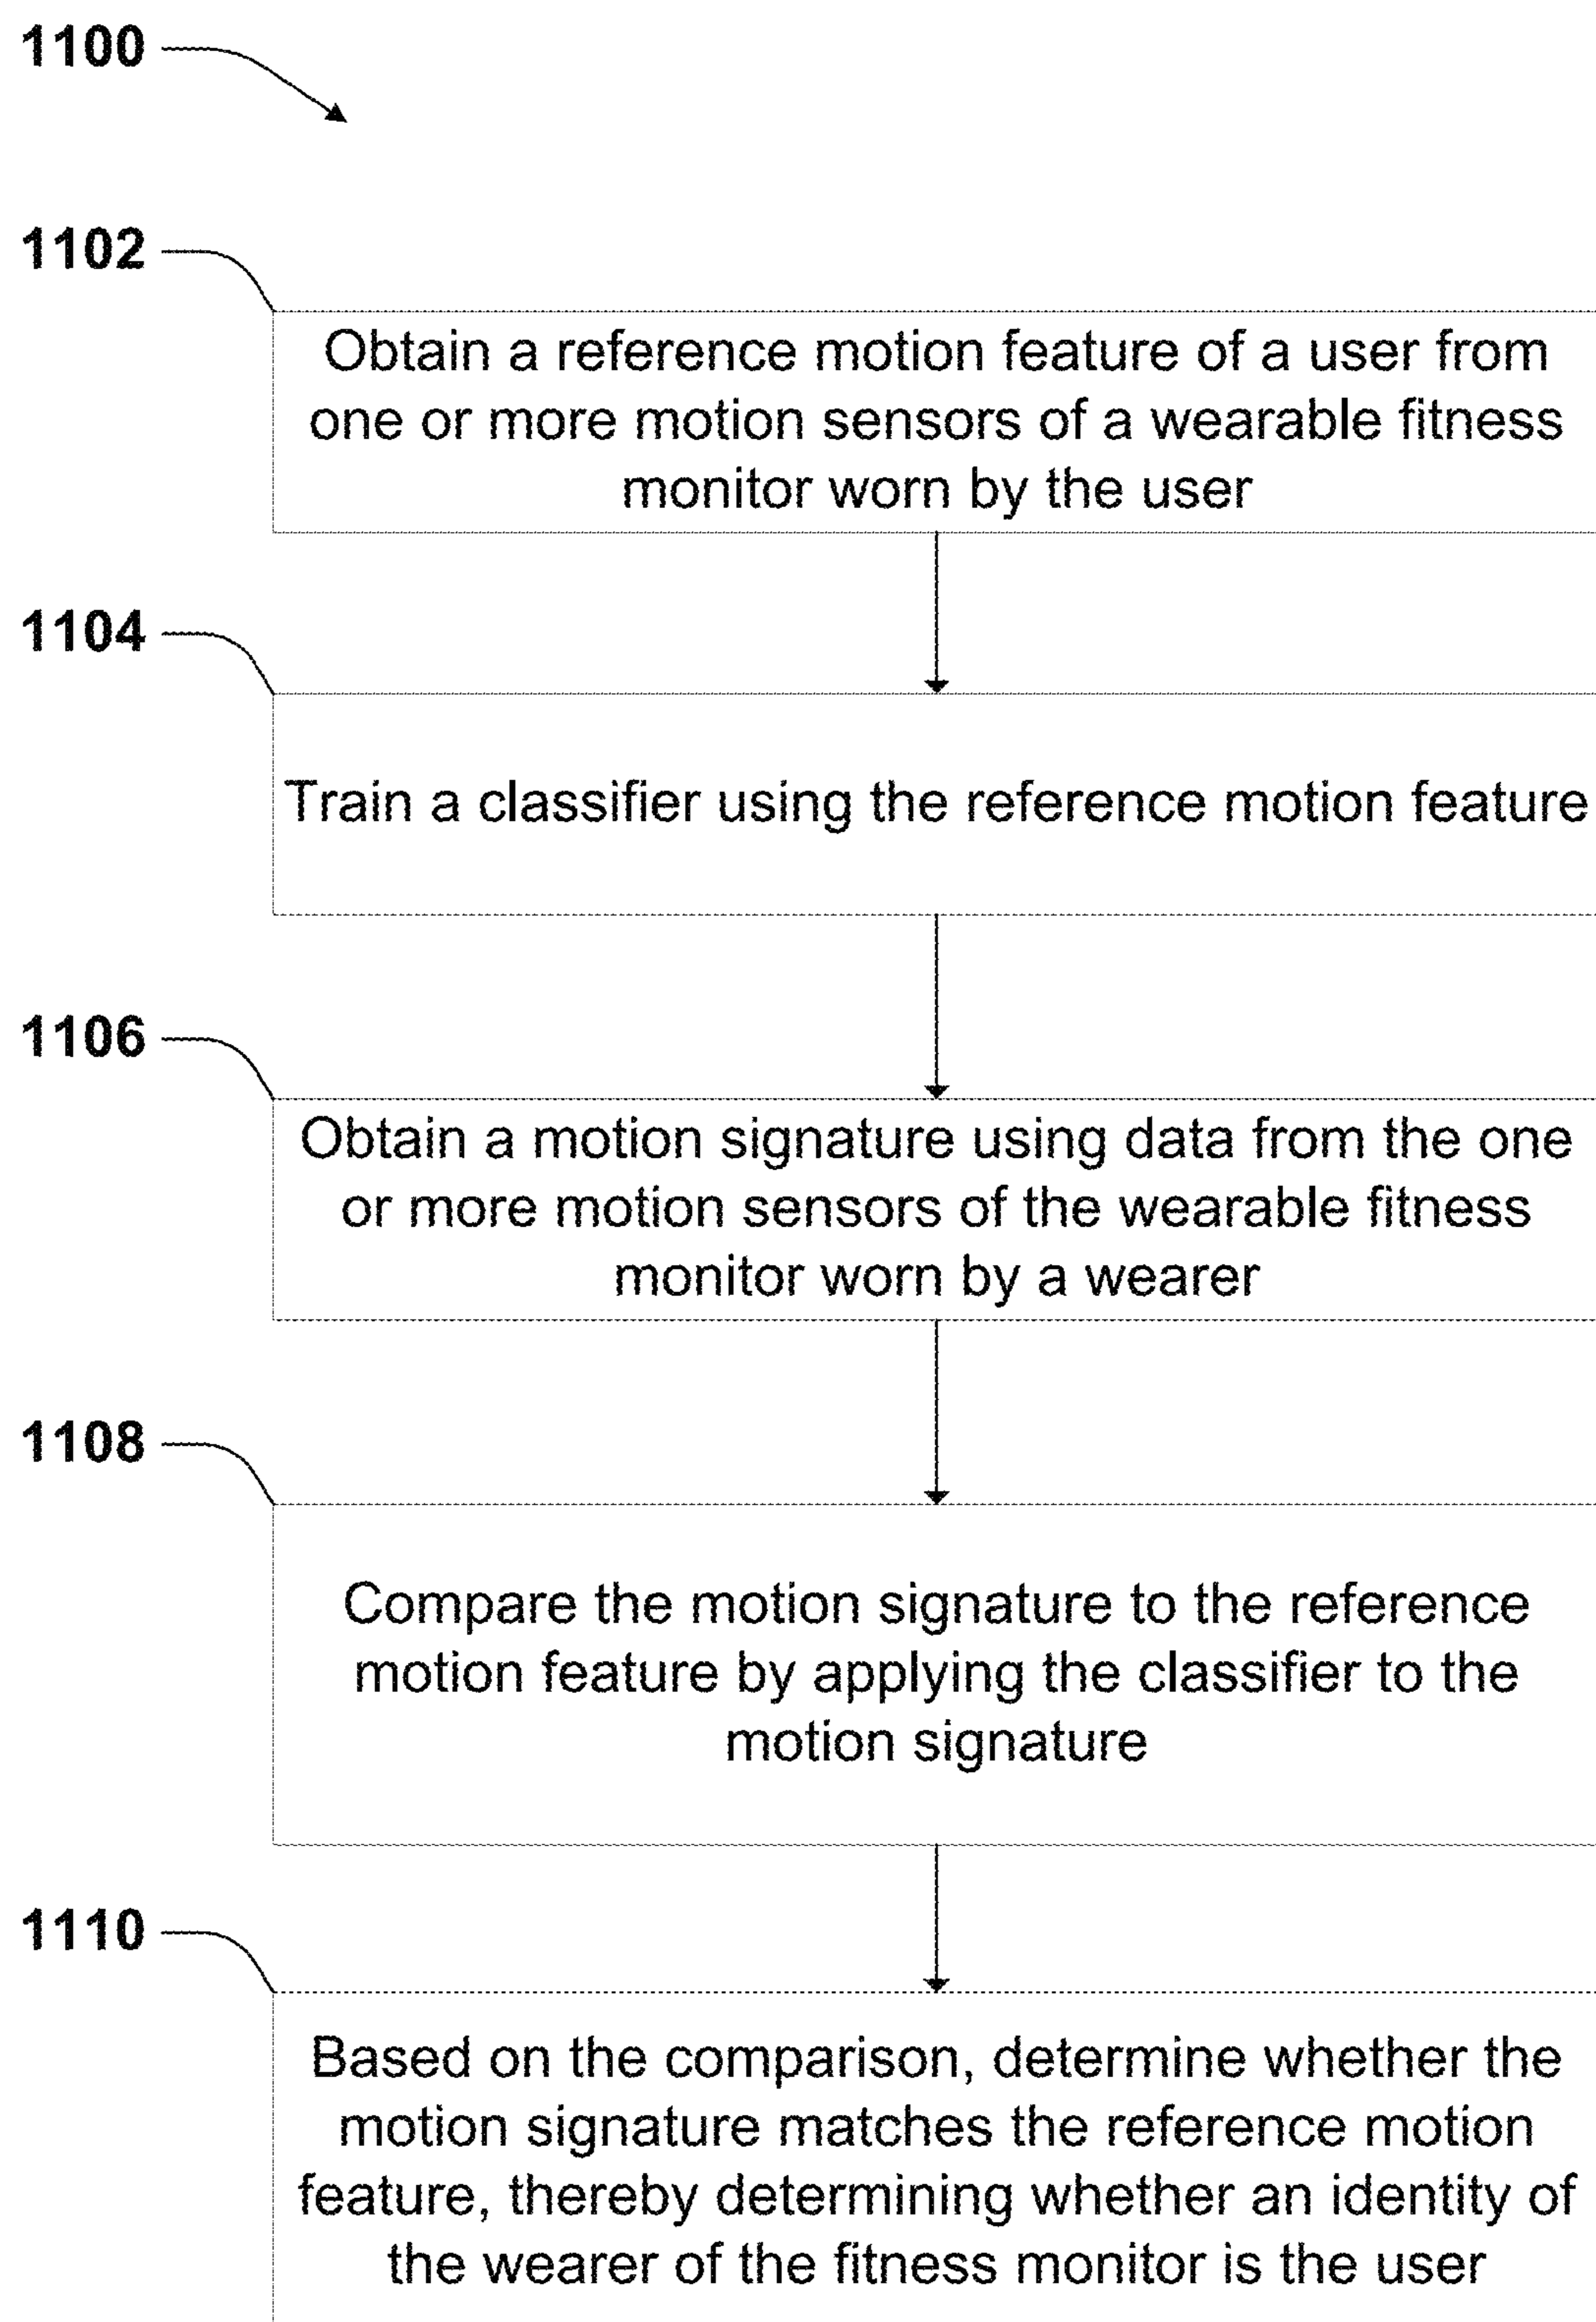 1100
1102
Obtain a reference motion feature of a user from
one or more motion sensors of a wearable fitness
monitor worn by the user
1104
Train a classifier using the reference motion feature
1106
Obtain a motion signature using data from the one
or more motion sensors of the wearable fitness
monitor worn by a wearer
1108
Compare the motion signature to the reference
motion feature by applying the classifier to the
motion signature
1110
Based on the comparison, determine whether the
motion signature matches the reference motion
feature, thereby determining whether an identity of
the wearer of the fitness monitor is the user